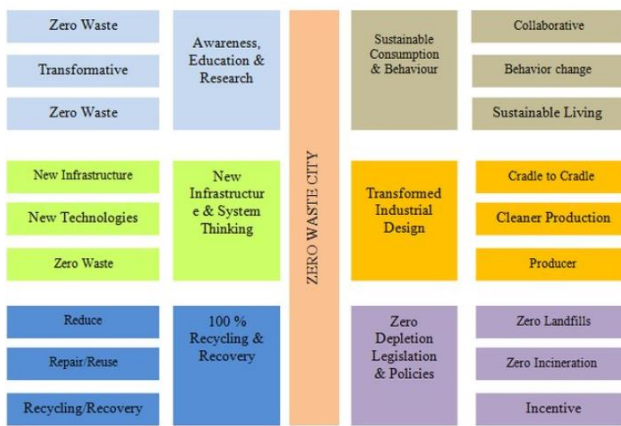 Zero Waste
Transformative
Zero Waste
Awareness,
Education &
Research
New Infrastructure
New Technologies
Zero Waste
New
Infrastructur
e & System
Thinking
Reduce
Repair/Reuse
Recycling/Recovery
100 %
Recycling &
Recovery
ZERO WASTE CITY
Sustainable
Consumption
& Behaviour
Collaborative
Behavior change
Sustainable Living
Transformed
Industrial
Design
Cradle to Cradle
Cleaner Production
Producer
Zero
Depletion
Legislation
& Policies
Zero Landfills
Zero Incineration
Incentive